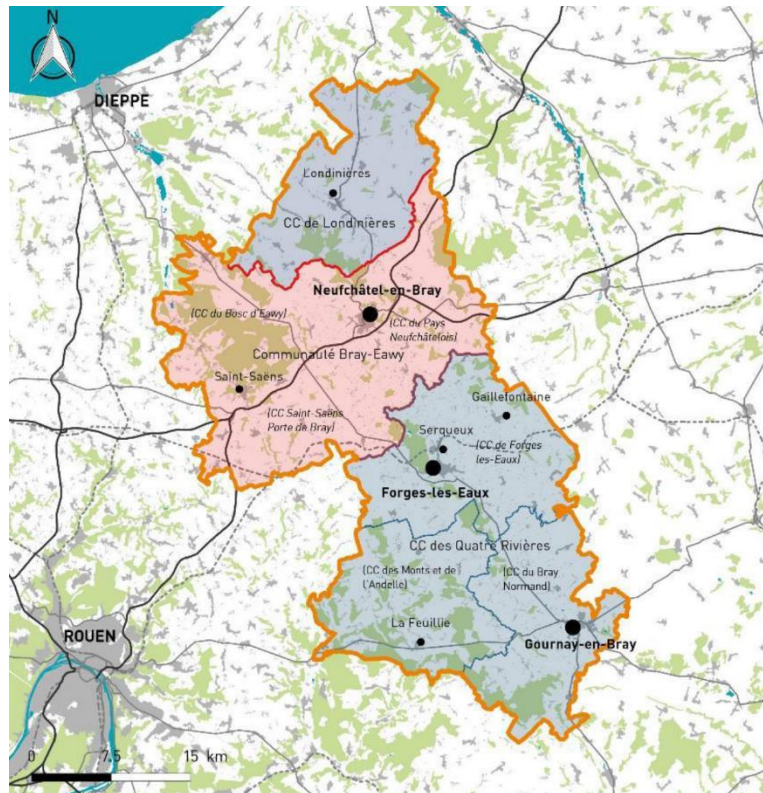 N
DIEPPE
Londinières
CC de Londinières
Neufchâtel-en-Bray
(CC du Bosc d'Eawy)
(CC du Pays
Neufchâtelois)
Communauté Bray-Eawy
Saint-Saëns
Gaillefontaine
(CC Saint-Saëns
Porte de Bray)
Serqueux
(CC de Forges
les-Eaux)
Forges-les-Eaux
CC des Quatre Rivières
(CC des Monts et de
l'Andelle)
(CC du Bray
Normand)
ROUEN
La Feuillie
Gournay-en-Bray
0 7.5 15 km